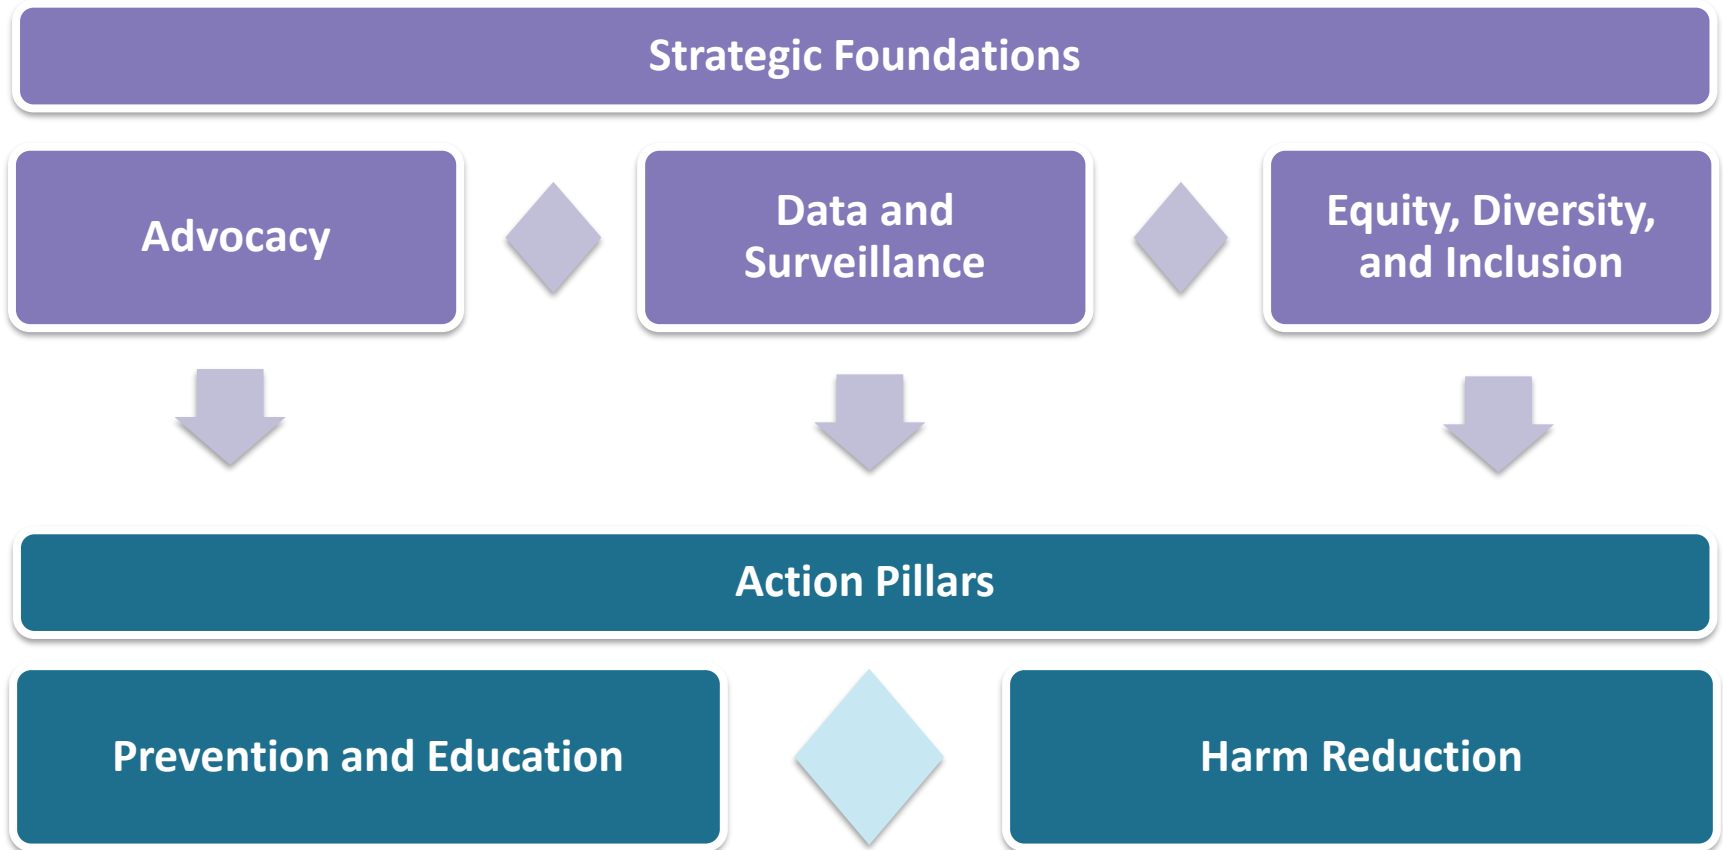 Strategic Foundations
Advocacy
Data and
Surveillance
Equity, Diversity,
and Inclusion
Action Pillars
Prevention and Education
Harm Reduction